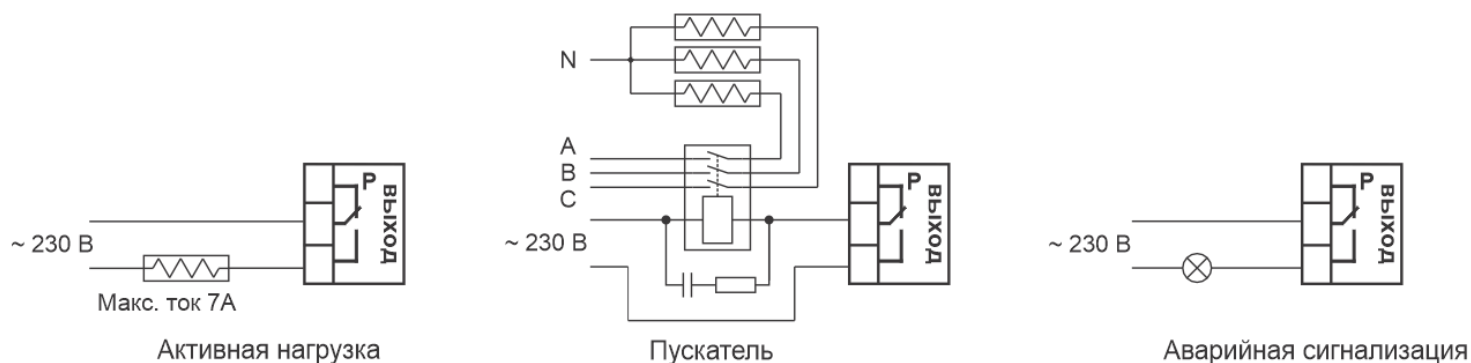 ~ 230 В
Макс. ток 7А
Р
ВЫХОД
Активная нагрузка
N
A
B
C
~ 230 В
Р
ВЫХОД
Пускатель
~ 230 В
Р
ВЫХОД
Аварийная сигнализация